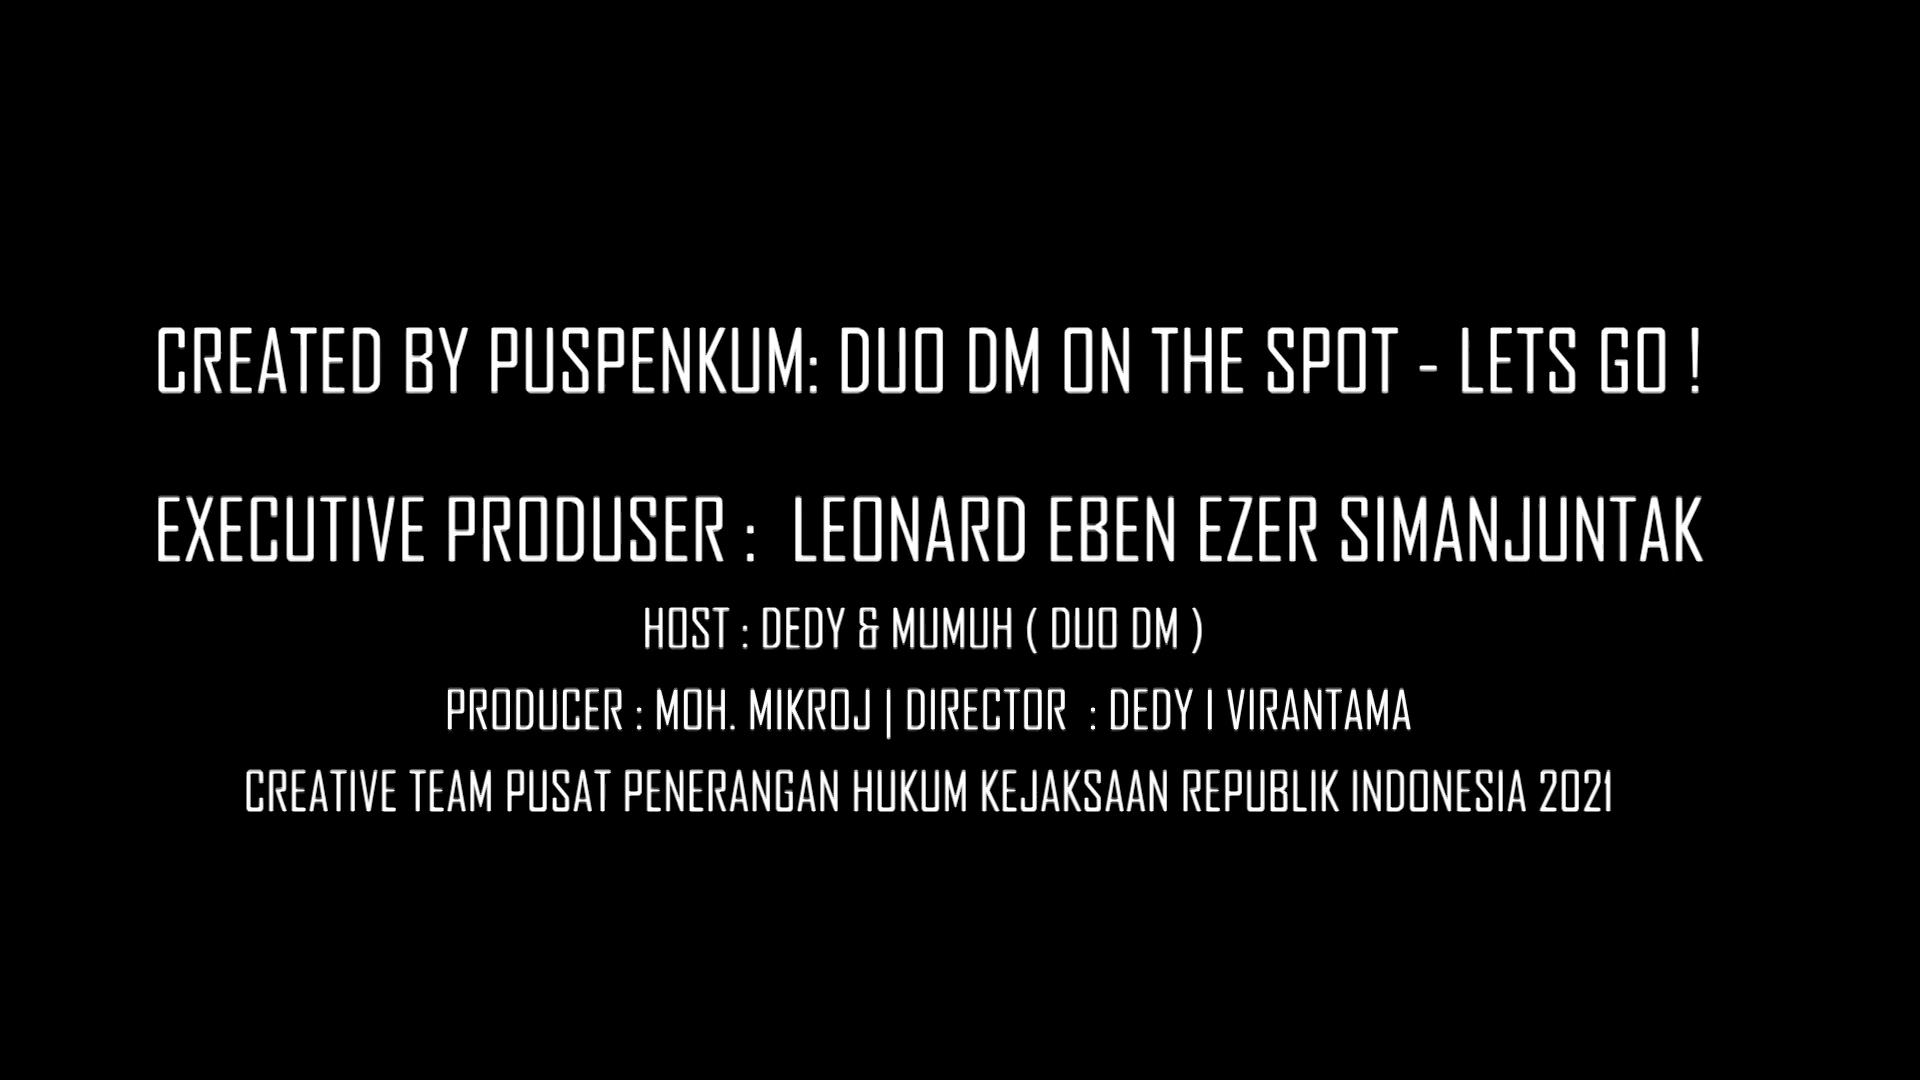 CREATED BY PUSPENKUM: DUO DM ON THE SPOT - LETS GO !
EXECUTIVE PRODUSER : LEONARD EBEN EZER SIMANJUNTAK
HOST : DEDY & MUMUH ( DUO DM )
PRODUCER : MOH. MIKROJ | DIRECTOR : DEDY I VIRANTAMA
CREATIVE TEAM PUSAT PENERANGAN HUKUM KEJAKSAAN REPUBLIK INDONESIA 2021